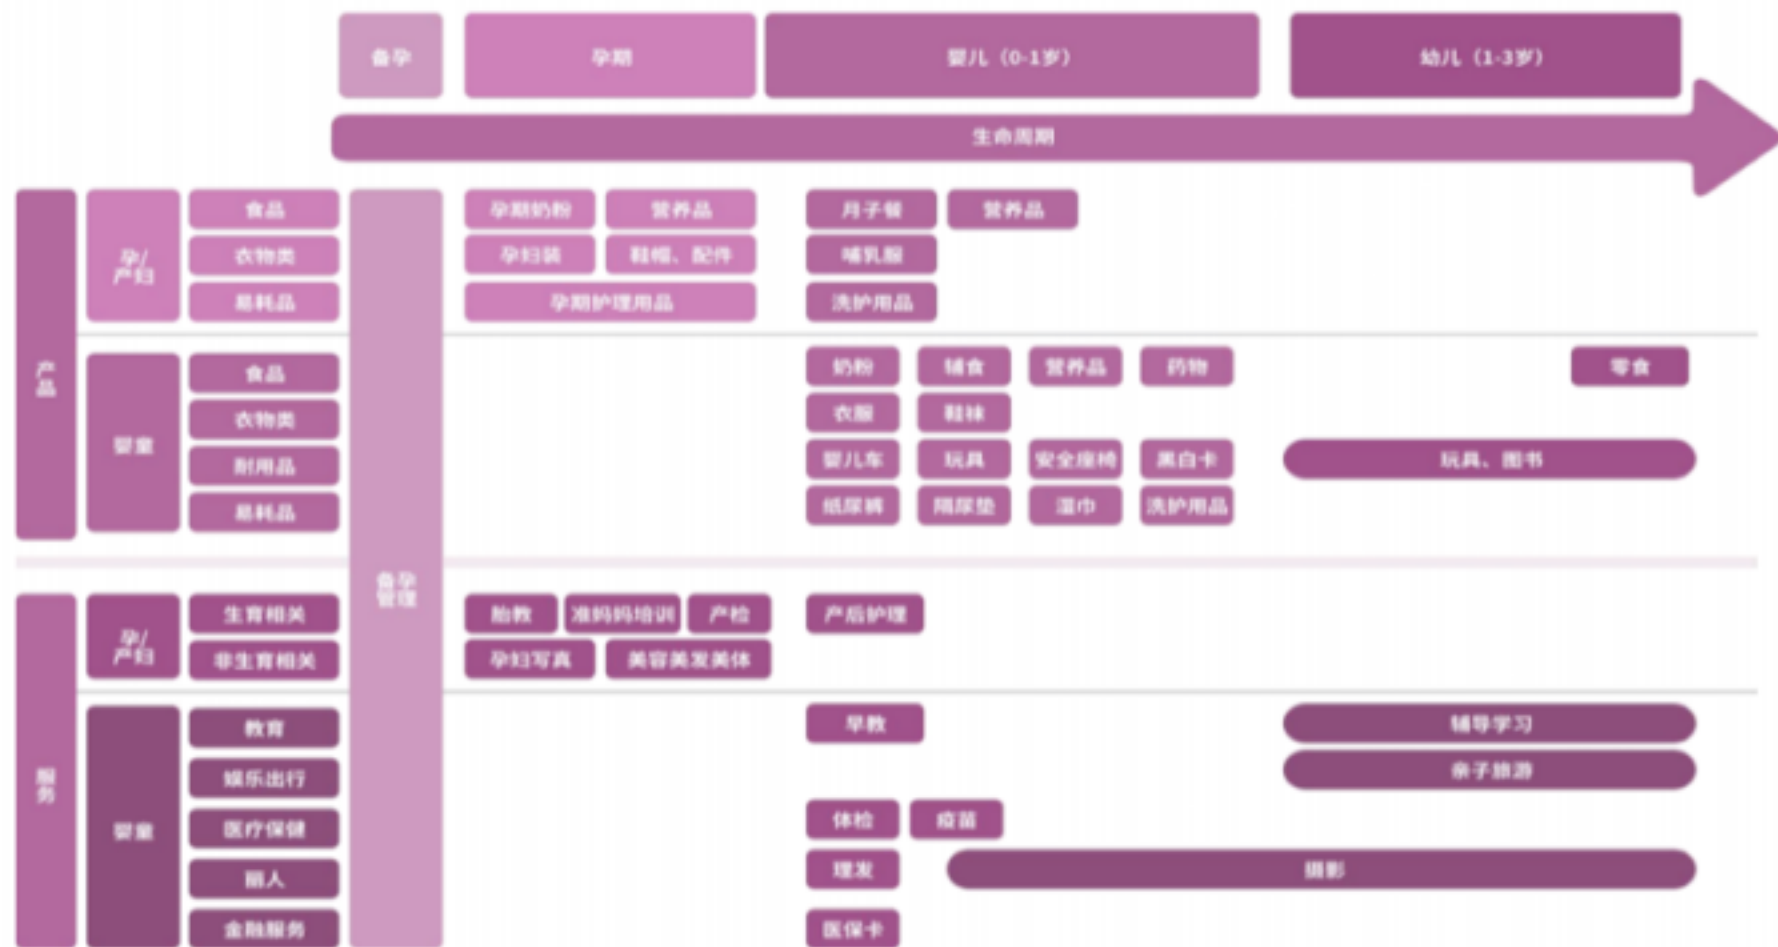 备孕
孕期
婴儿（0-1岁）
幼儿（1-3岁）
生命周期
产品
孕/
产妇
食品
孕期奶粉
营养品
月子餐
营养品
衣物类
孕妇装
鞋帽、配件
哺乳服
易耗品
孕期护理用品
洗护用品
婴童
食品
奶粉
辅食
营养品
药物
零食
衣物类
衣服
鞋袜
耐用品
婴儿车
玩具
安全座椅
黑白卡
玩具、图书
易耗品
纸尿裤
隔尿垫
湿巾
洗护用品
备孕
管理
服务
孕/
产妇
生育相关
胎教
准妈妈培训
产检
产后护理
非生育相关
孕妇写真
美容美发美体
婴童
教育
早教
辅导学习
娱乐出行
亲子旅游
医疗保健
体检
疫苗
丽人
理发
摄影
金融服务
医保卡